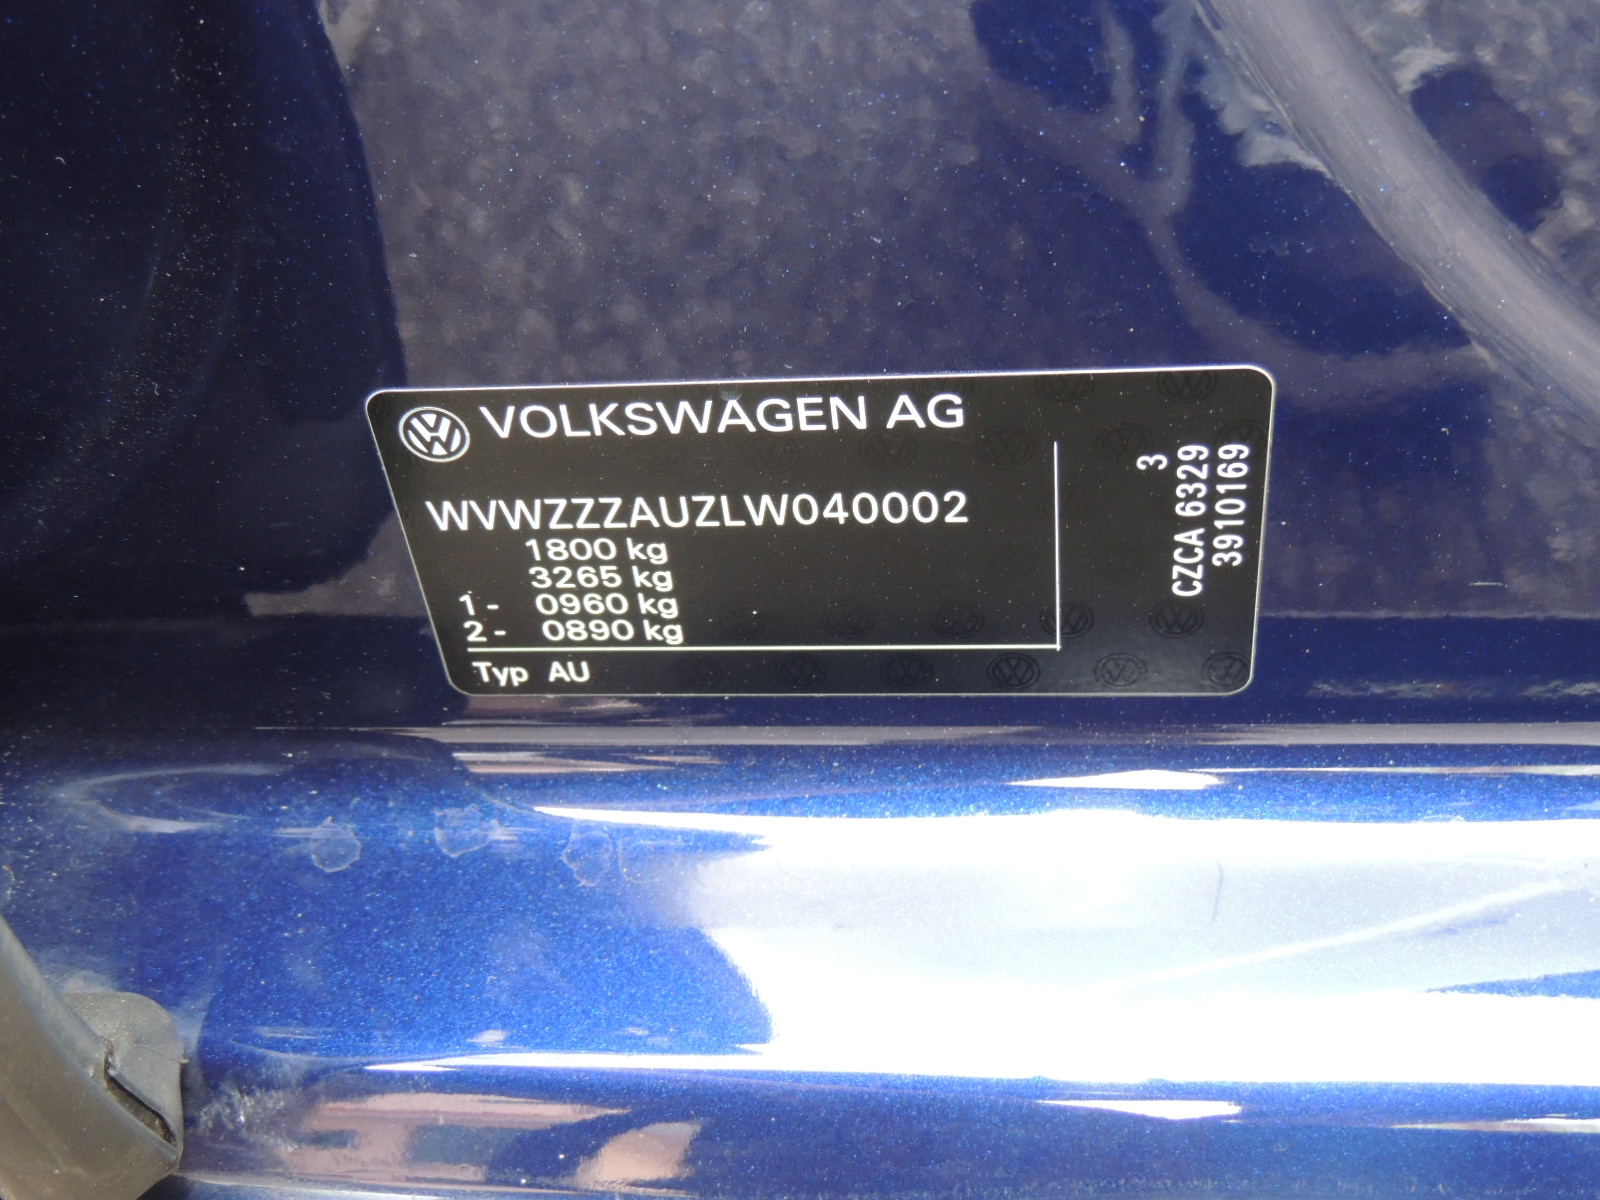 VOLKSWAGEN AG
WVWZZZAUZLW040002
1800 kg
3265 kg
1- 0960 kg
2- 0890 kg
Typ AU
3
CZCA 6329
3910169